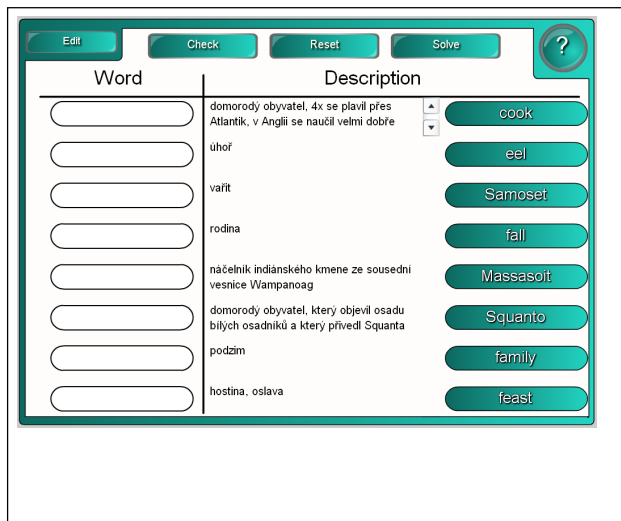 Edit
Check
Reset
Solve
?
Word
Description
domorodý obyvatel, 4x se plavil přes
Atlantik, v Anglii se naučil velmi dobře
cook
úhoř
eel
vařit
Samoset
rodina
fall
náčelník indiánského kmene ze sousední
vesnice Wampanoag
Massasoit
domorodý obyvatel, který objevil osadu
bílých osadníků a který přivedl Squanta
Squanto
podzim
family
hostina, oslava
feast